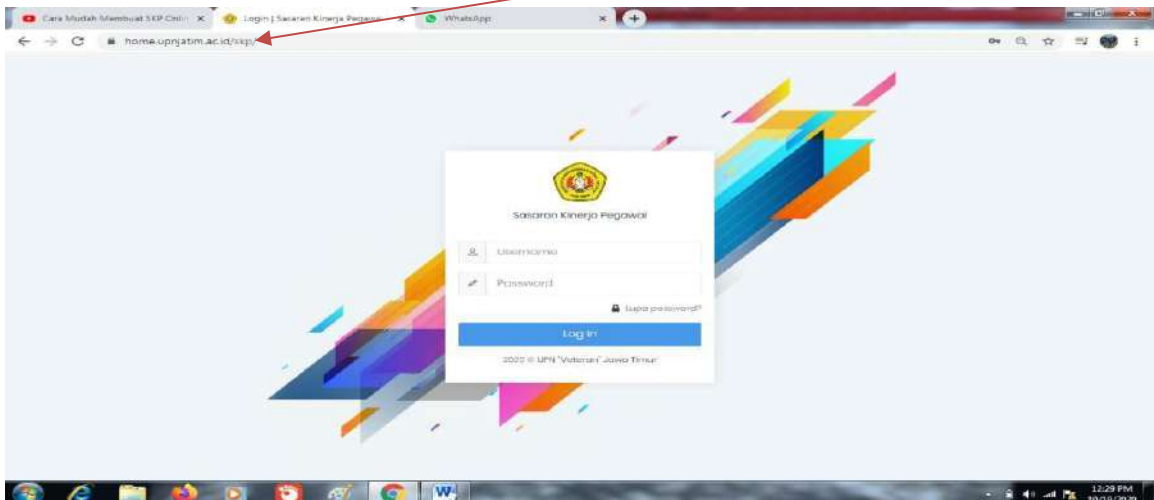 Cara Mudah Membuat SKP Onlin
Login | Sasaran Kinerja Pegawai
WhatsApp
home.upnjatim.ac.id/skp/
Sasaran Kinerja Pegawai
Username
Password
Lupa password?
Log In
2020 © UPN "Veteran" Jawa Timur
12:29 PM